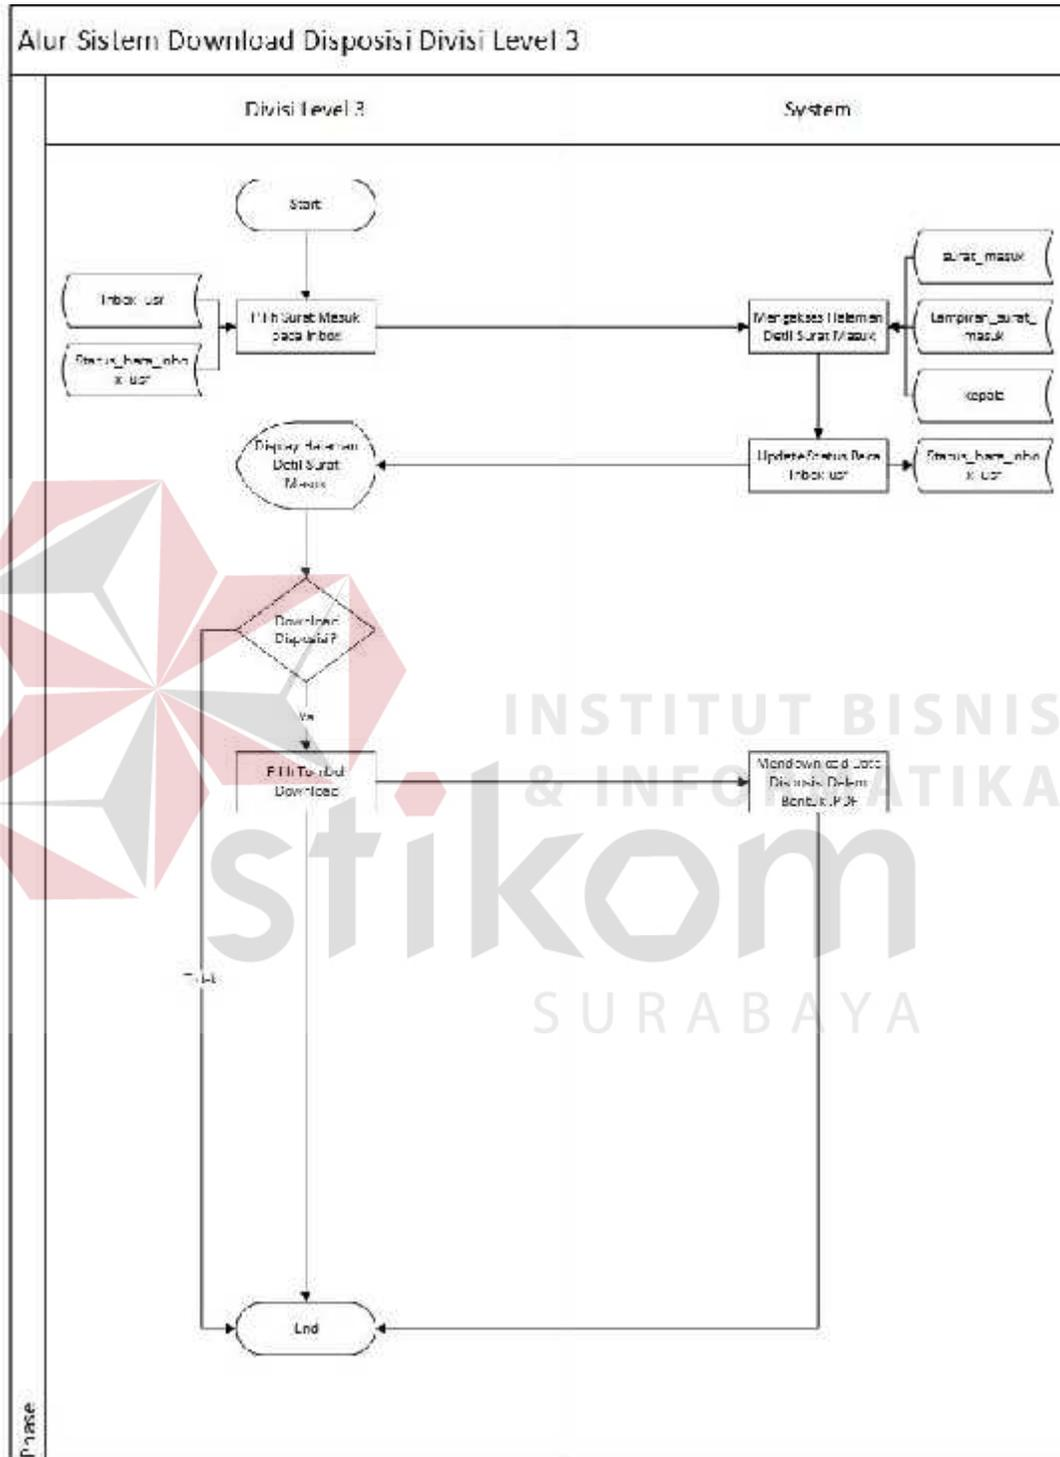 Alur Sistem Download Disposisi Divisi Level 3
Divisi Level 3
System
Start
Inbox_usr
Status_baca_inbo
x_usr
Pilih Surat Masuk
pada Inbox
Mengakses Halaman
Detil Surat Masuk
surat_masuk
Lampiran_surat_
masuk
kepala
Display Halaman
Detil Surat
Masuk
Update Status Baca
Inbox usr
Status_baca_inbo
x_usr
Download
Disposisi?
Ya
Pilih Tombol
Download
Mendownload Data
Disposisi Dalam
Bentuk .PDF
Tidak
End
Phase
INSTITUT BISNIS
& INFORMATIKA
stikom
SURABAYA